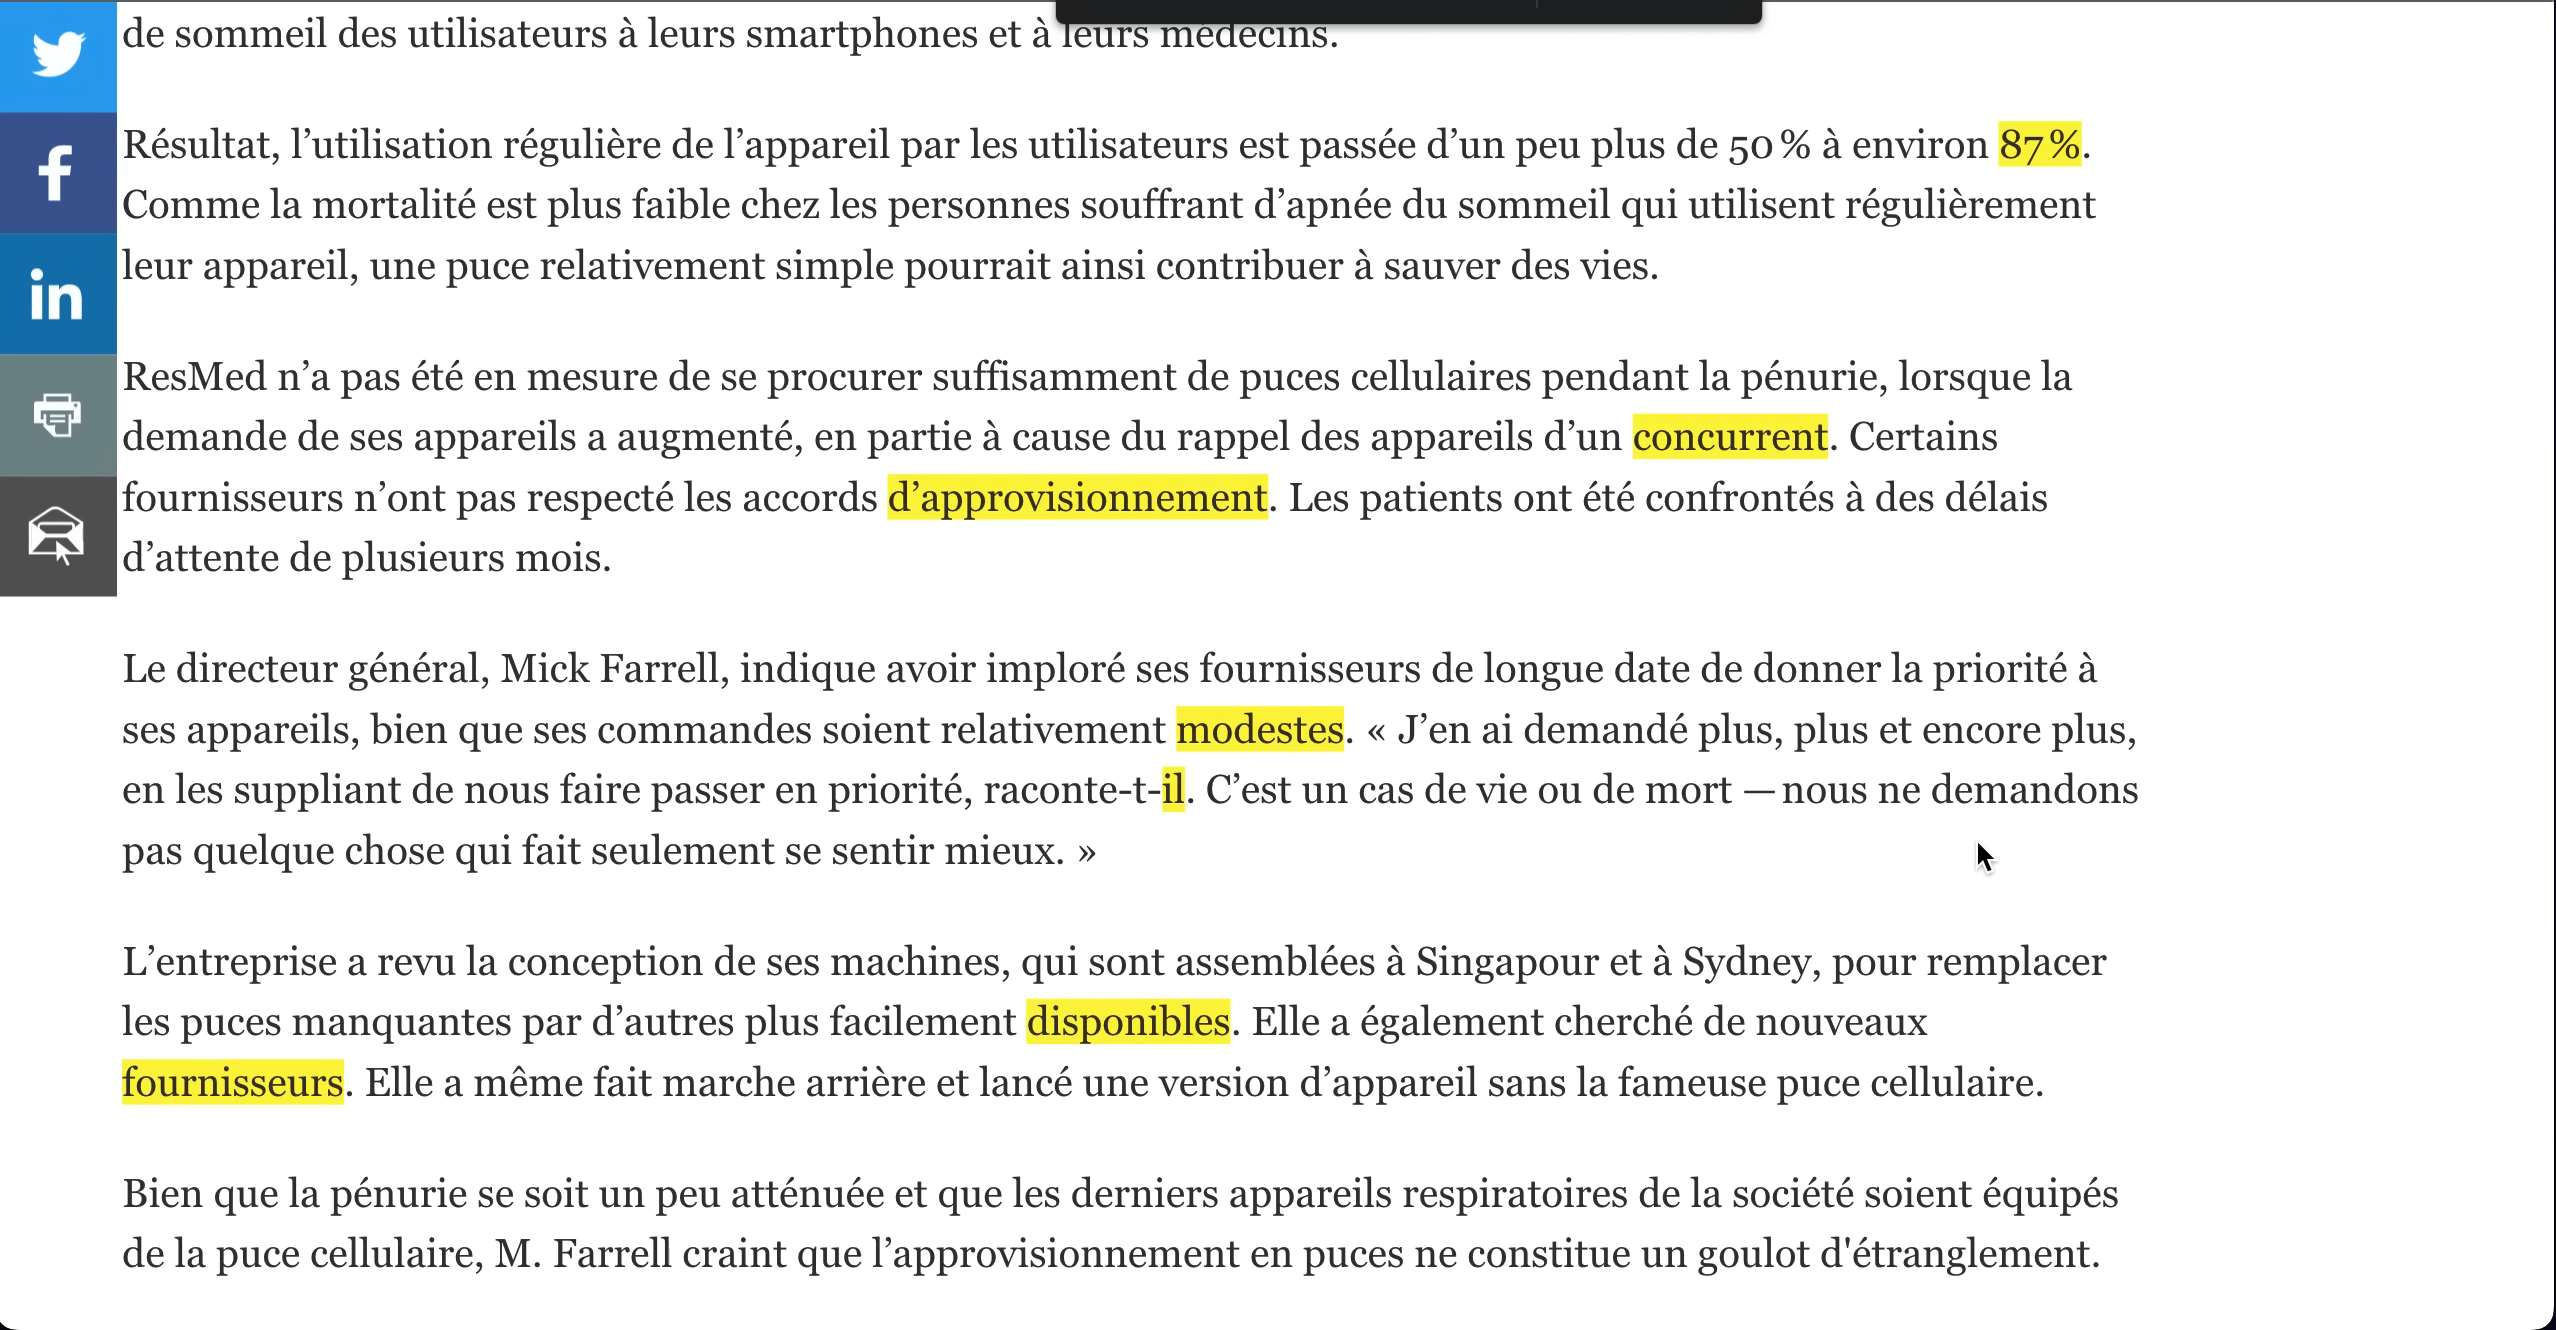 de sommeil des utilisateurs à leurs smartphones et à leurs médecins.
Résultat, l’utilisation régulière de l’appareil par les utilisateurs est passée d’un peu plus de 50 % à environ 87 %.
Comme la mortalité est plus faible chez les personnes souffrant d’apnée du sommeil qui utilisent régulièrement
leur appareil, une puce relativement simple pourrait ainsi contribuer à sauver des vies.
ResMed n’a pas été en mesure de se procurer suffisamment de puces cellulaires pendant la pénurie, lorsque la
demande de ses appareils a augmenté, en partie à cause du rappel des appareils d’un concurrent. Certains
fournisseurs n’ont pas respecté les accords d’approvisionnement. Les patients ont été confrontés à des délais
d’attente de plusieurs mois.
Le directeur général, Mick Farrell, indique avoir imploré ses fournisseurs de longue date de donner la priorité à
ses appareils, bien que ses commandes soient relativement modestes. « J’en ai demandé plus, plus et encore plus,
en les suppliant de nous faire passer en priorité, raconte-t-il. C’est un cas de vie ou de mort — nous ne demandons
pas quelque chose qui fait seulement se sentir mieux. »
L’entreprise a revu la conception de ses machines, qui sont assemblées à Singapour et à Sydney, pour remplacer
les puces manquantes par d’autres plus facilement disponibles. Elle a également cherché de nouveaux
fournisseurs. Elle a même fait marche arrière et lancé une version d’appareil sans la fameuse puce cellulaire.
Bien que la pénurie se soit un peu atténuée et que les derniers appareils respiratoires de la société soient équipés
de la puce cellulaire, M. Farrell craint que l’approvisionnement en puces ne constitue un goulot d'étranglement.